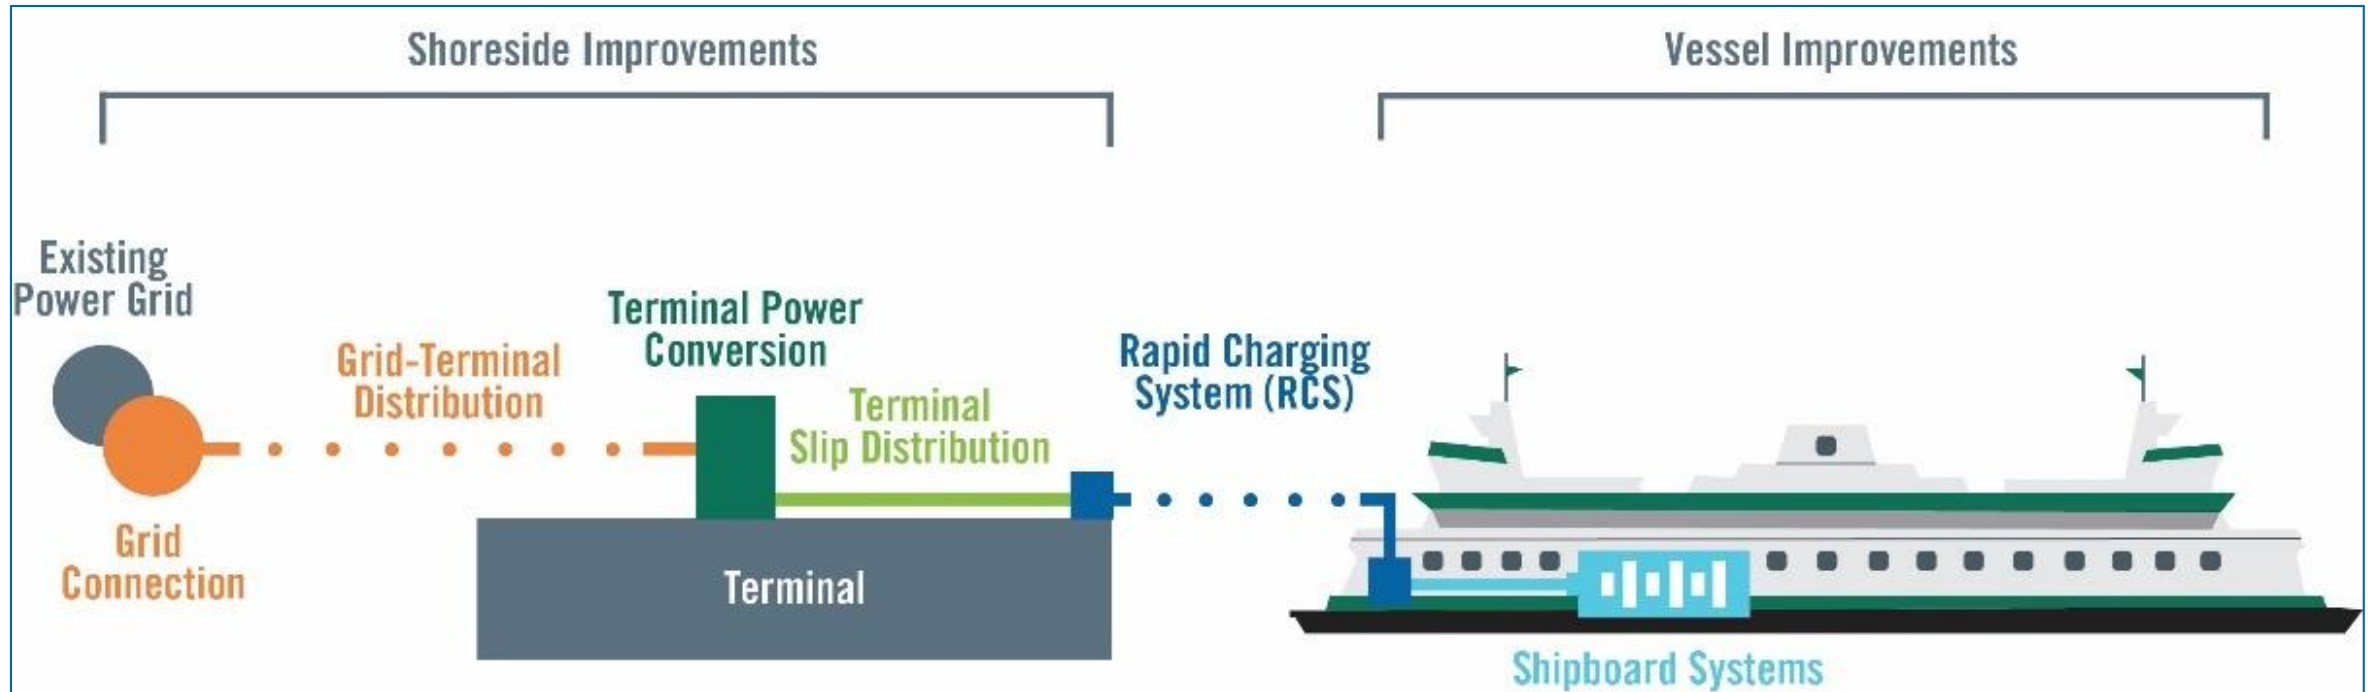 Shoreside Improvements
Vessel Improvements
Existing
Power Grid
Grid-Terminal
Distribution
Terminal Power
Conversion
Terminal
Slip Distribution
Rapid Charging
System (RCS)
Grid
Connection
Terminal
Shipboard Systems